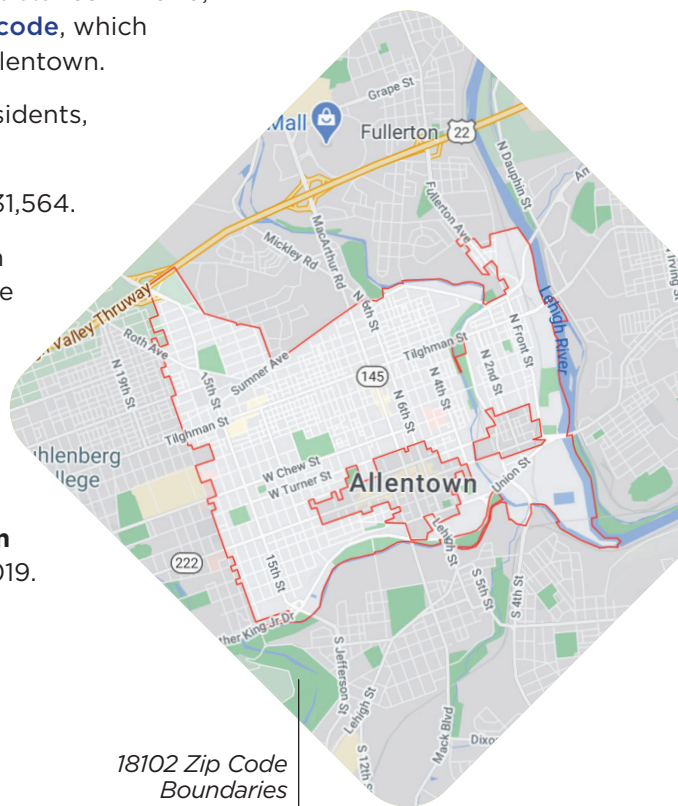 code, which
llentown.
sidents,
31,564.
Mall
Grape St
Fullerton
22
N Dauphin St
Fullerton Ave
MacArthur Rd
Mickley Rd
N 6th St
Valley Thruway
Roth Ave
N 19th St
15th St
Sumner Ave
Tilghman St
145
Tilghman St
N Front St
Lehigh River
N 2nd St
N 4th St
N 6th St
uhlenberg
ollege
W Chew St
W Turner St
Allentown
Union St
222
15th St
Lehigh St
S 5th St
S 4th St
ther King Jr Dr
S Jefferson St
Lehigh St
S 12th St
Mack Blvd
n
019.
18102 Zip Code
Boundaries